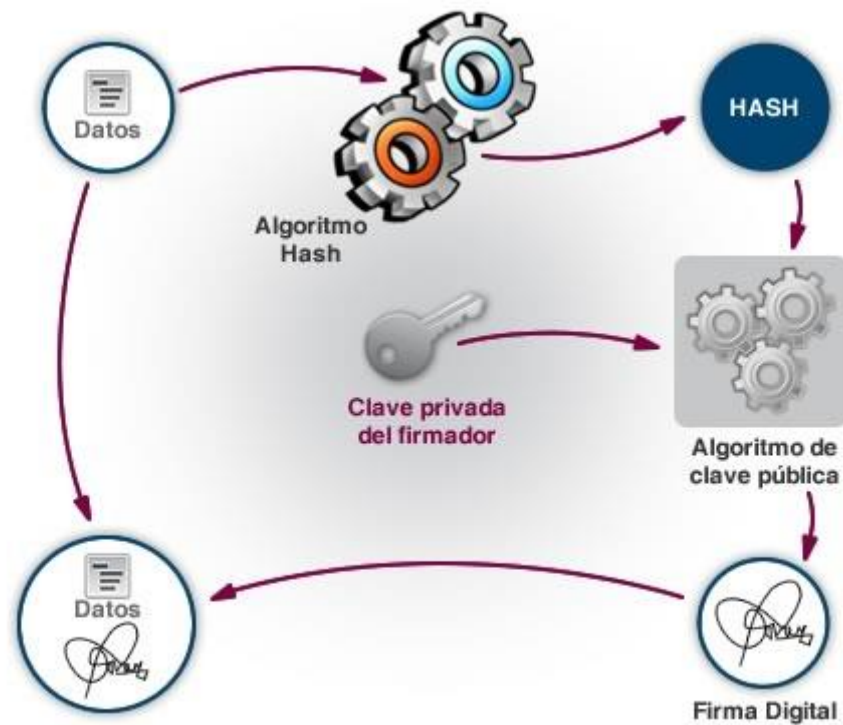 Datos
HASH
Algoritmo
Hash
Clave privada
del firmador
Algoritmo de
clave pública
Datos
Firma Digital